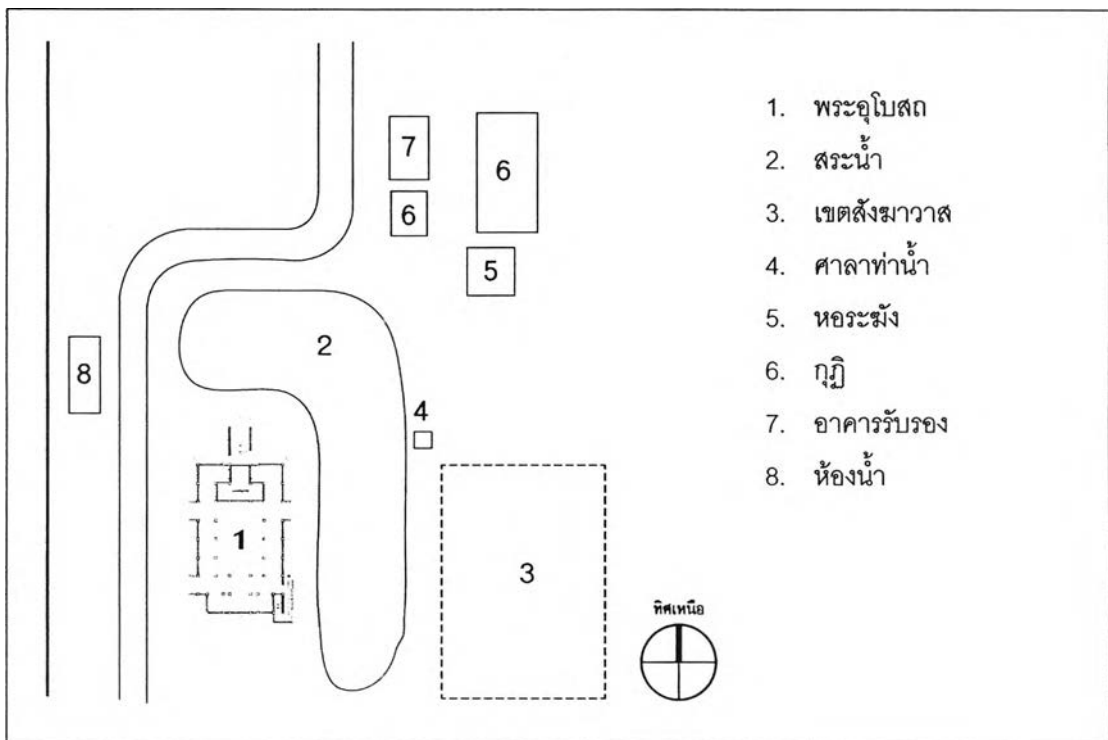 7
6
6
5
2
8
4
1
3
ทิศเหนือ
1. พระอุโบสถ
2. สระน้ำ
3. เขตสังฆาวาส
4. ศาลาท่าน้ำ
5. หอระฆัง
6. กุฏิ
7. อาคารรับรอง
8. ห้องน้ำ